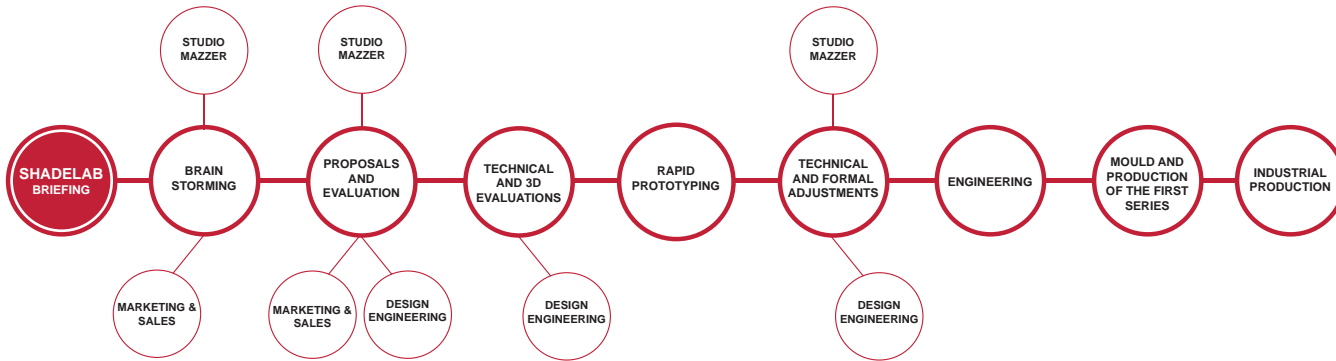 STUDIO
MAZZER
STUDIO
MAZZER
STUDIO
MAZZER
SHADELAB
BRIEFING
BRAIN
STORMING
PROPOSALS
AND
EVALUATION
TECHNICAL
AND 3D
EVALUATIONS
RAPID
PROTOTYPING
TECHNICAL
AND FORMAL
ADJUSTMENTS
ENGINEERING
MOULD AND
PRODUCTION
OF THE FIRST
SERIES
INDUSTRIAL
PRODUCTION
MARKETING &
SALES
MARKETING &
SALES
DESIGN
ENGINEERING
DESIGN
ENGINEERING
DESIGN
ENGINEERING